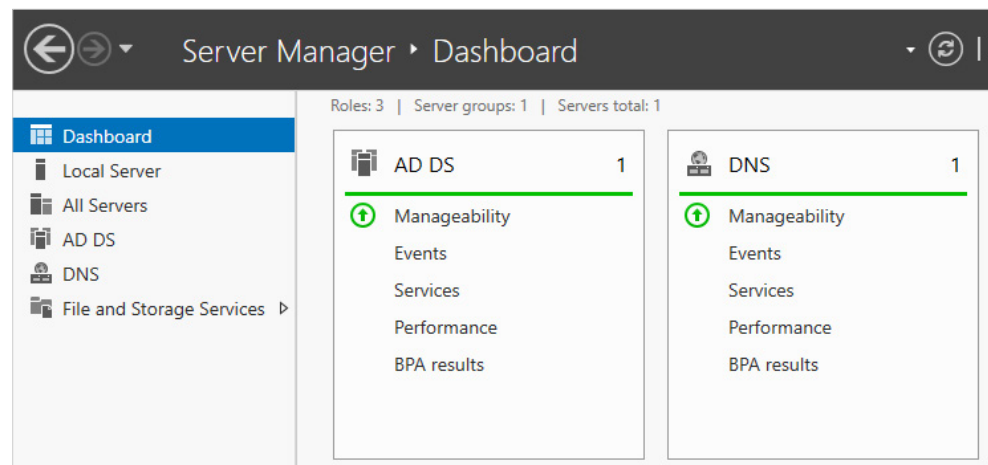 Server Manager ‣ Dashboard
Roles: 3 | Server groups: 1 | Servers total: 1
Dashboard
Local Server
All Servers
AD DS
DNS
File and Storage Services
AD DS 1
Manageability
Events
Services
Performance
BPA results
DNS 1
Manageability
Events
Services
Performance
BPA results